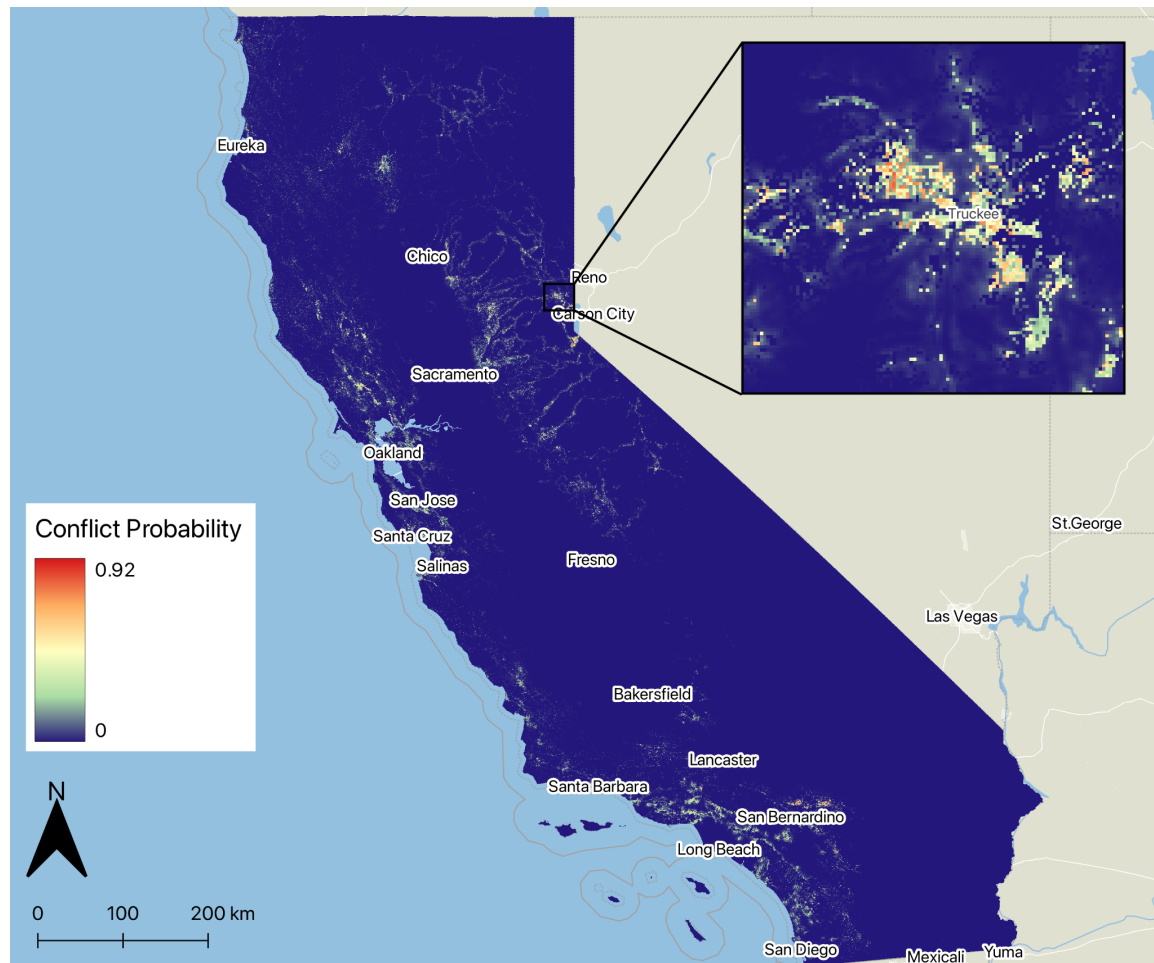 Eureka
Chico
Reno
Carson City
Truckee
Sacramento
Oakland
San Jose
Santa Cruz
Salinas
Fresno
St.George
Las Vegas
Conflict Probability
0.92
0
Bakersfield
Lancaster
Santa Barbara
San Bernardino
Long Beach
San Diego
Mexicali
Yuma
N
0 100 200 km